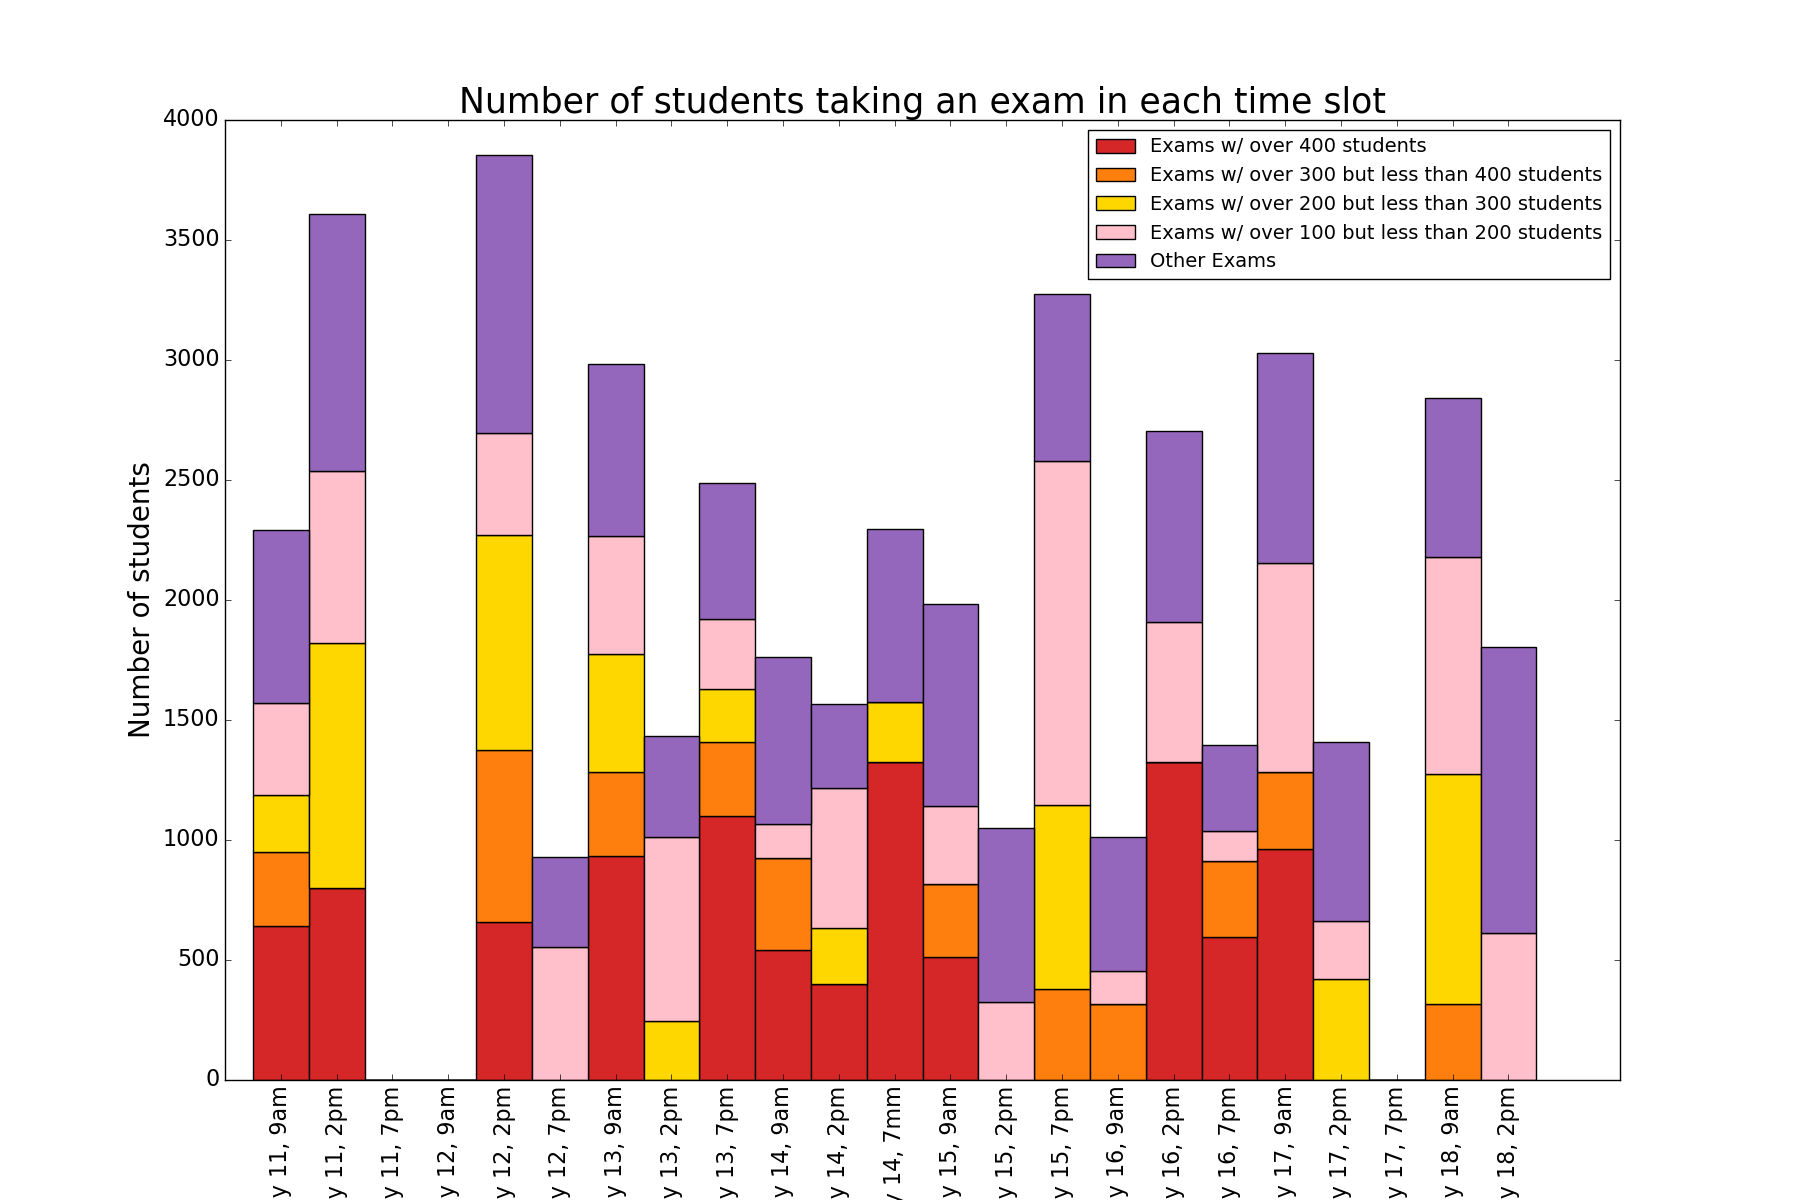 Number of students taking an exam in each time slot
Exams w/ over 400 students
Exams w/ over 300 but less than 400 students
Exams w/ over 200 but less than 300 students
Exams w/ over 100 but less than 200 students
Other Exams
Number of students
4000
3500
3000
2500
2000
1500
1000
500
0
y 11, 9am
y 11, 2pm
y 11, 7pm
y 12, 9am
y 12, 2pm
y 12, 7pm
y 13, 9am
y 13, 2pm
y 13, 7pm
y 14, 9am
y 14, 2pm
y 14, 7mm
y 15, 9am
y 15, 2pm
y 15, 7pm
y 16, 9am
y 16, 2pm
y 16, 7pm
y 17, 9am
y 17, 2pm
y 17, 7pm
y 18, 9am
y 18, 2pm